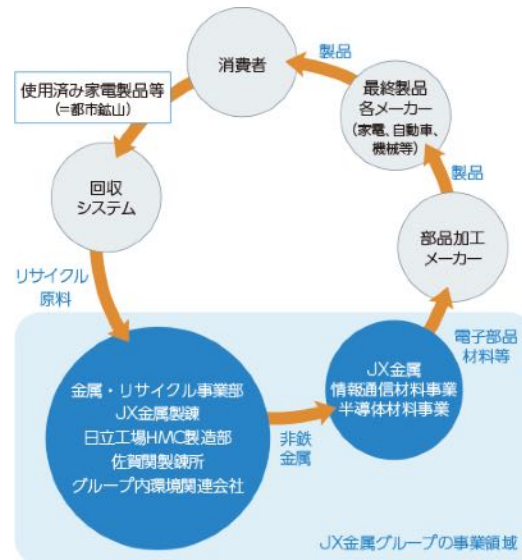 消費者
製品
最終製品
各メーカー
(家電、自動車、
機械等)
使用済み家電製品等
(=都市鉱山)
回収
システム
製品
部品加工
メーカー
リサイクル
原料
電子部品
材料等
金属・リサイクル事業部
JX金属製錬
日立工場HMC製造部
佐賀関製錬所
グループ内環境関連会社
JX金属
情報通信材料事業
半導体材料事業
非鉄
金属
JX金属グループの事業領域